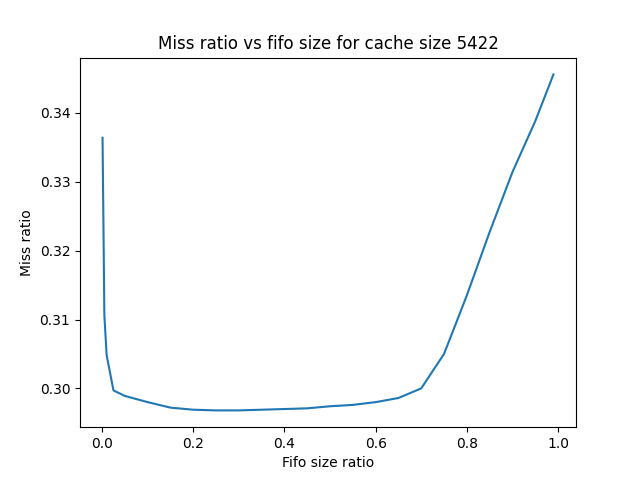 Miss ratio vs fifo size for cache size 5422
Miss ratio
0.34
0.33
0.32
0.31
0.30
0.0 0.2 0.4 0.6 0.8 1.0
Fifo size ratio